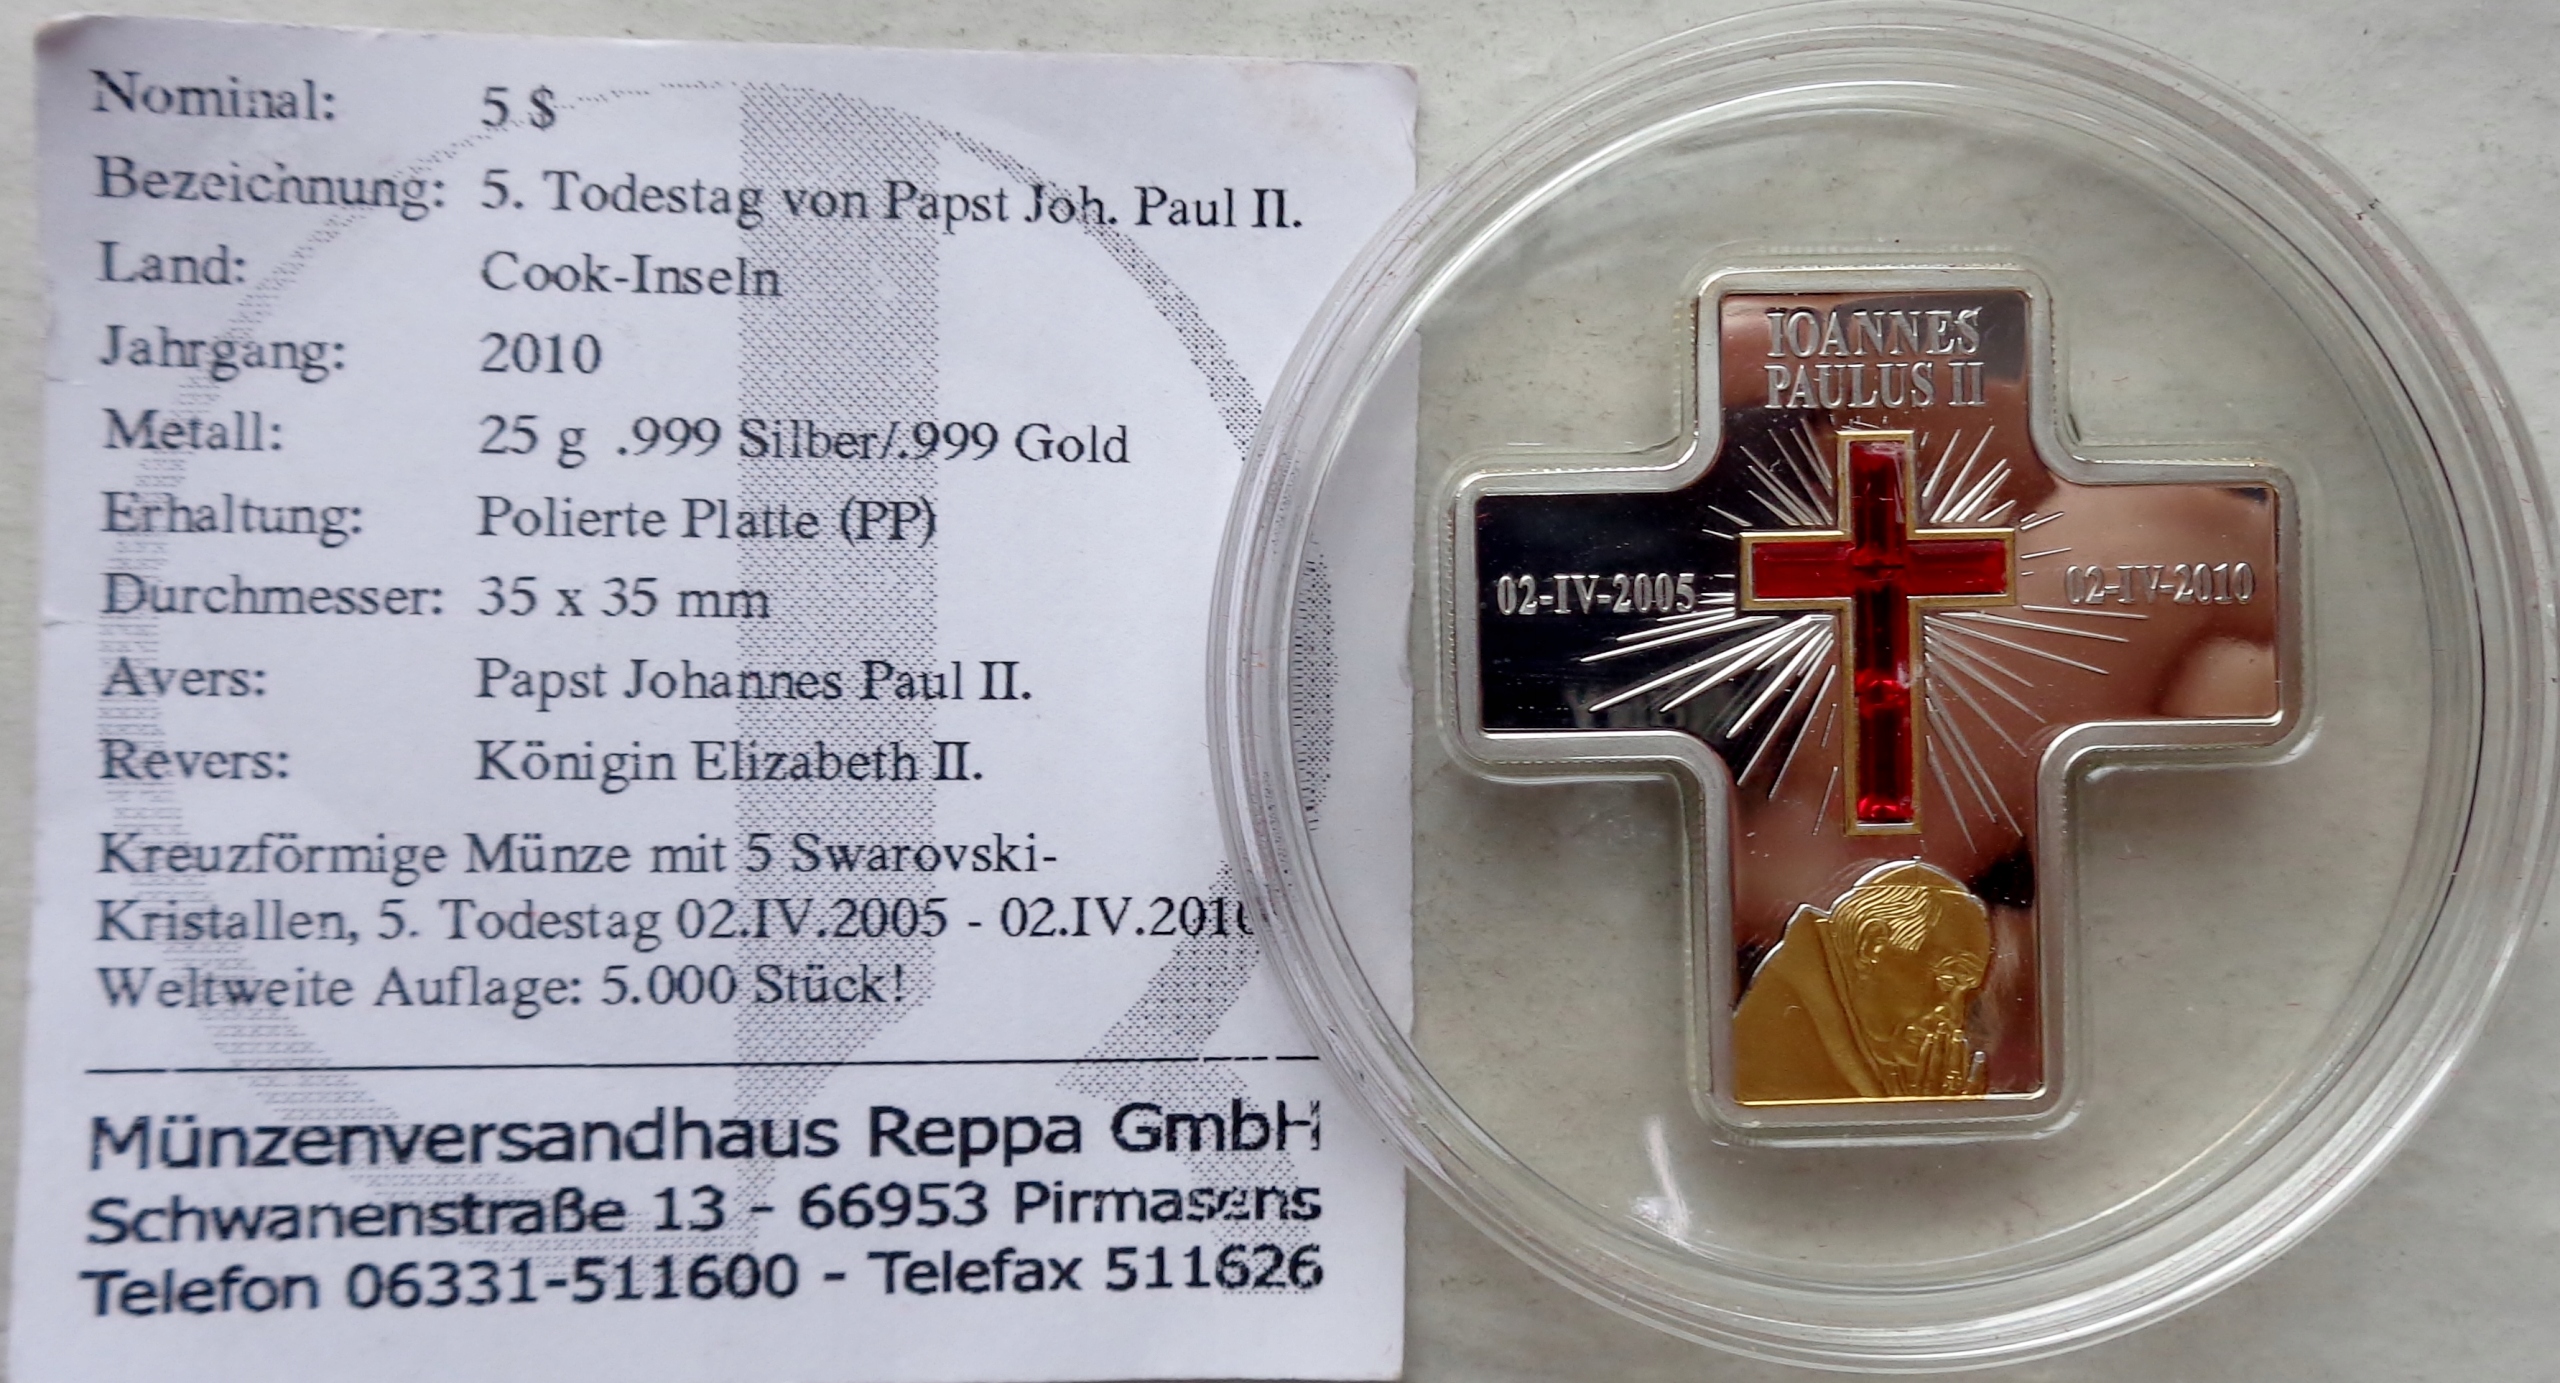 Nominal: 5 $
Bezeichnung: 5. Todestag von Papst Joh. Paul II.
Land: Cook-Inseln
Jahrgang: 2010
Metall: 25 g .999 Silber/.999 Gold
Erhaltung: Polierte Platte (PP)
Durchmesser: 35 x 35 mm
Avers: Papst Johannes Paul II.
Revers: Königin Elizabeth II.
Kreuzförmige Münze mit 5 Swarovski-
Kristallen, 5. Todestag 02.IV.2005 - 02.IV.2010
Weltweite Auflage: 5.000 Stück!
Münzenversandhaus Reppa GmbH
Schwanenstraße 13 - 66953 Pirmasens
Telefon 06331-511600 - Telefax 511626
IOANNES
PAULUS II
02-IV-2005
02-IV-2010